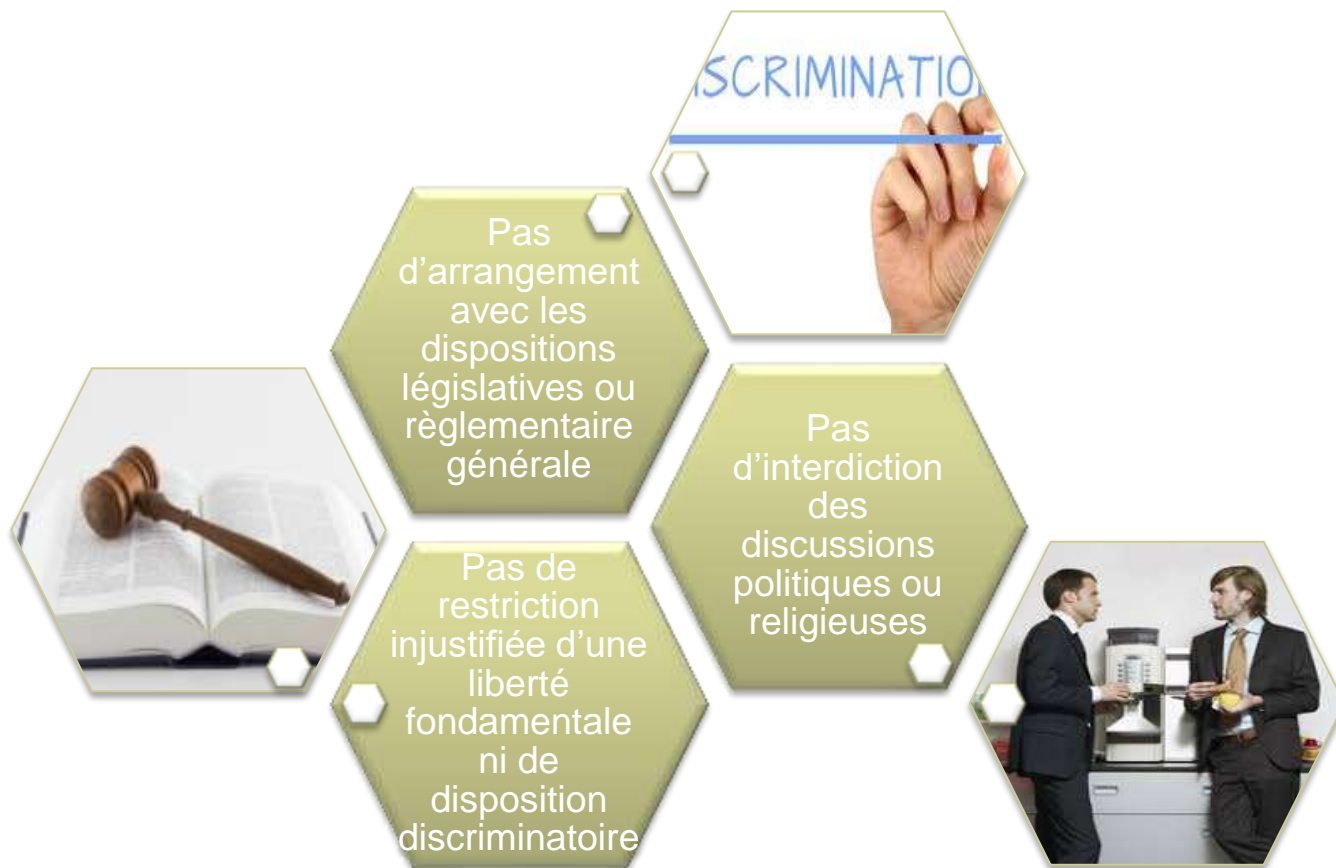 ISCRIMINATIO
Pas
d’arrangement
avec les
dispositions
législatives ou
règlementaire
générale
Pas
d’interdiction
des
discussions
politiques ou
religieuses
Pas de
restriction
injustifiée d’une
liberté
fondamentale
ni de
disposition
discriminatoire